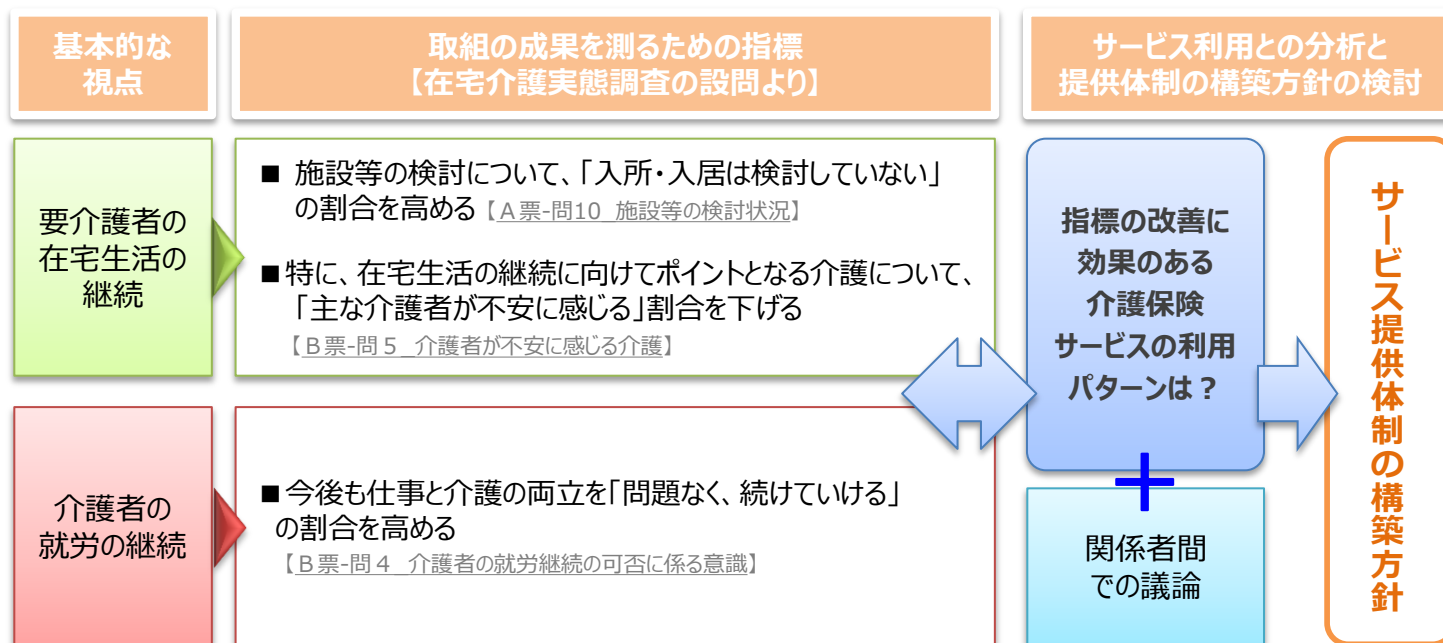 基本的な
視点
取組の成果を測るための指標
【在宅介護実態調査の設問より】
サービス利用との分析と
提供体制の構築方針の検討
要介護者の
在宅生活の
継続
■ 施設等の検討について、「入所・入居は検討していない」
の割合を高める【Ａ票-問10_施設等の検討状況】
■特に、在宅生活の継続に向けてポイントとなる介護について、
「主な介護者が不安に感じる」割合を下げる
【Ｂ票-問５_介護者が不安に感じる介護】
介護者の
就労の継続
■今後も仕事と介護の両立を「問題なく、続けていける」
の割合を高める
【Ｂ票-問４_介護者の就労継続の可否に係る意識】
指標の改善に
効果のある
介護保険
サービスの利用
パターンは？
＋
関係者間
での議論
サービス提供体制の構築方針